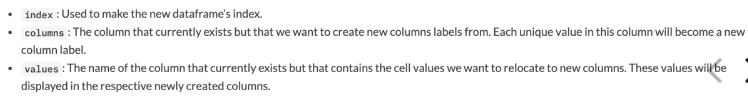 • index : Used to make the new dataframe's index.
• columns : The column that currently exists but that we want to create new columns labels from. Each unique value in this column will become a new
column label.
• values : The name of the column that currently exists but that contains the cell values we want to relocate to new columns. These values will be
displayed in the respective newly created columns.